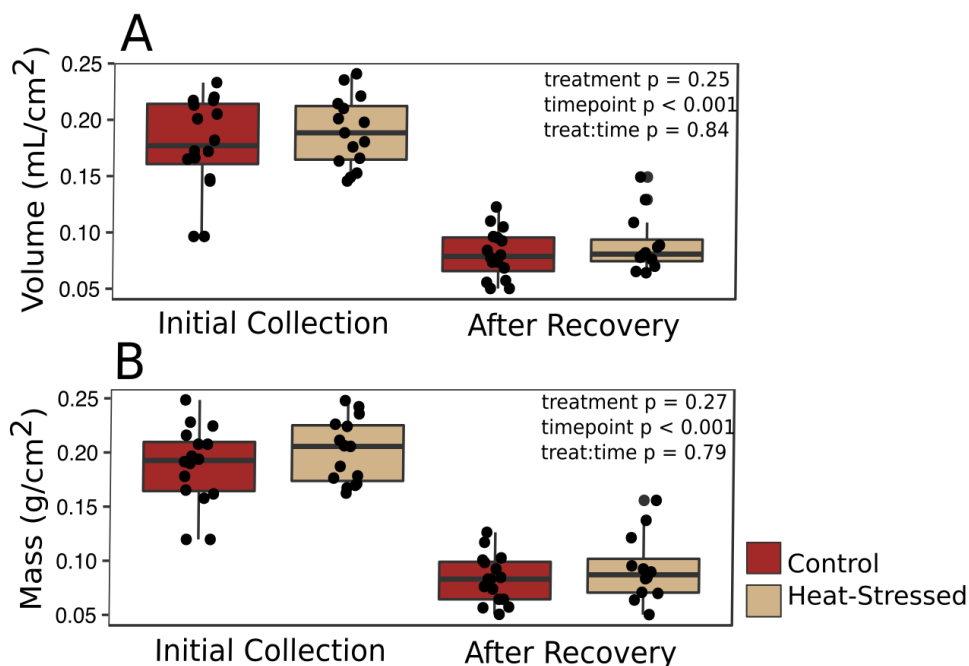 A
Volume (mL/cm²)
0.25
0.20
0.15
0.10
0.05
treatment p = 0.25
timepoint p < 0.001
treat:time p = 0.84
Initial Collection
After Recovery
B
Mass (g/cm²)
0.25
0.20
0.15
0.10
0.05
treatment p = 0.27
timepoint p < 0.001
treat:time p = 0.79
Initial Collection
After Recovery
Control
Heat-Stressed